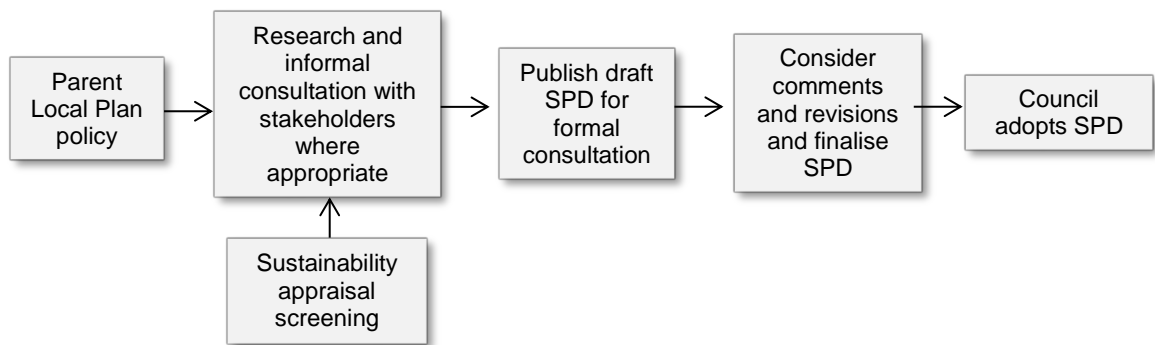 Parent
Local Plan
policy
Research and
informal
consultation with
stakeholders
where
appropriate
Publish draft
SPD for
formal
consultation
Consider
comments
and revisions
and finalise
SPD
Council
adopts SPD
Sustainability
appraisal
screening